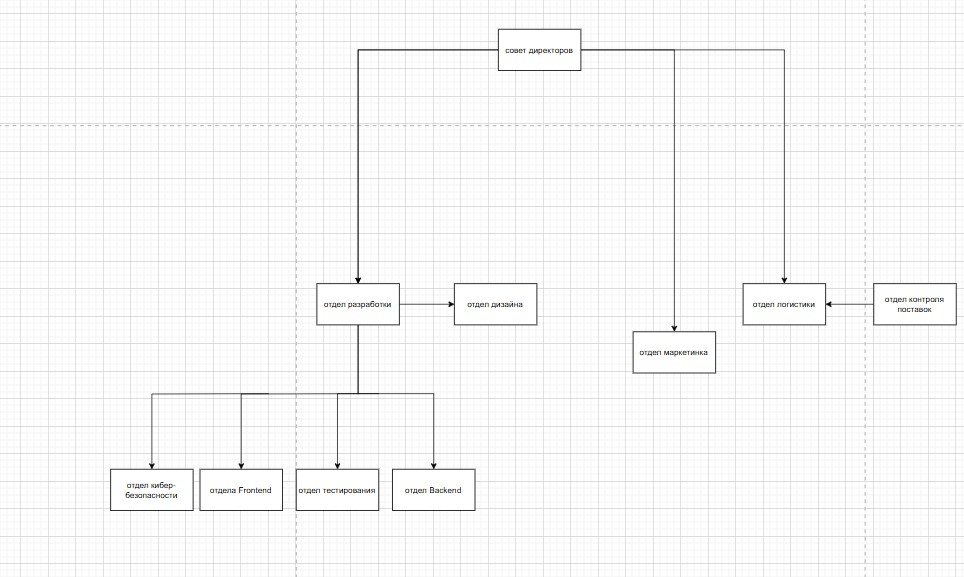 совет директоров
отдел разработки
отдел дизайна
отдел логистики
отдел контроля
поставок
отдел маркетинка
отдел кибер-
безопасности
отдела Frontend
отдел тестирования
отдел Backend